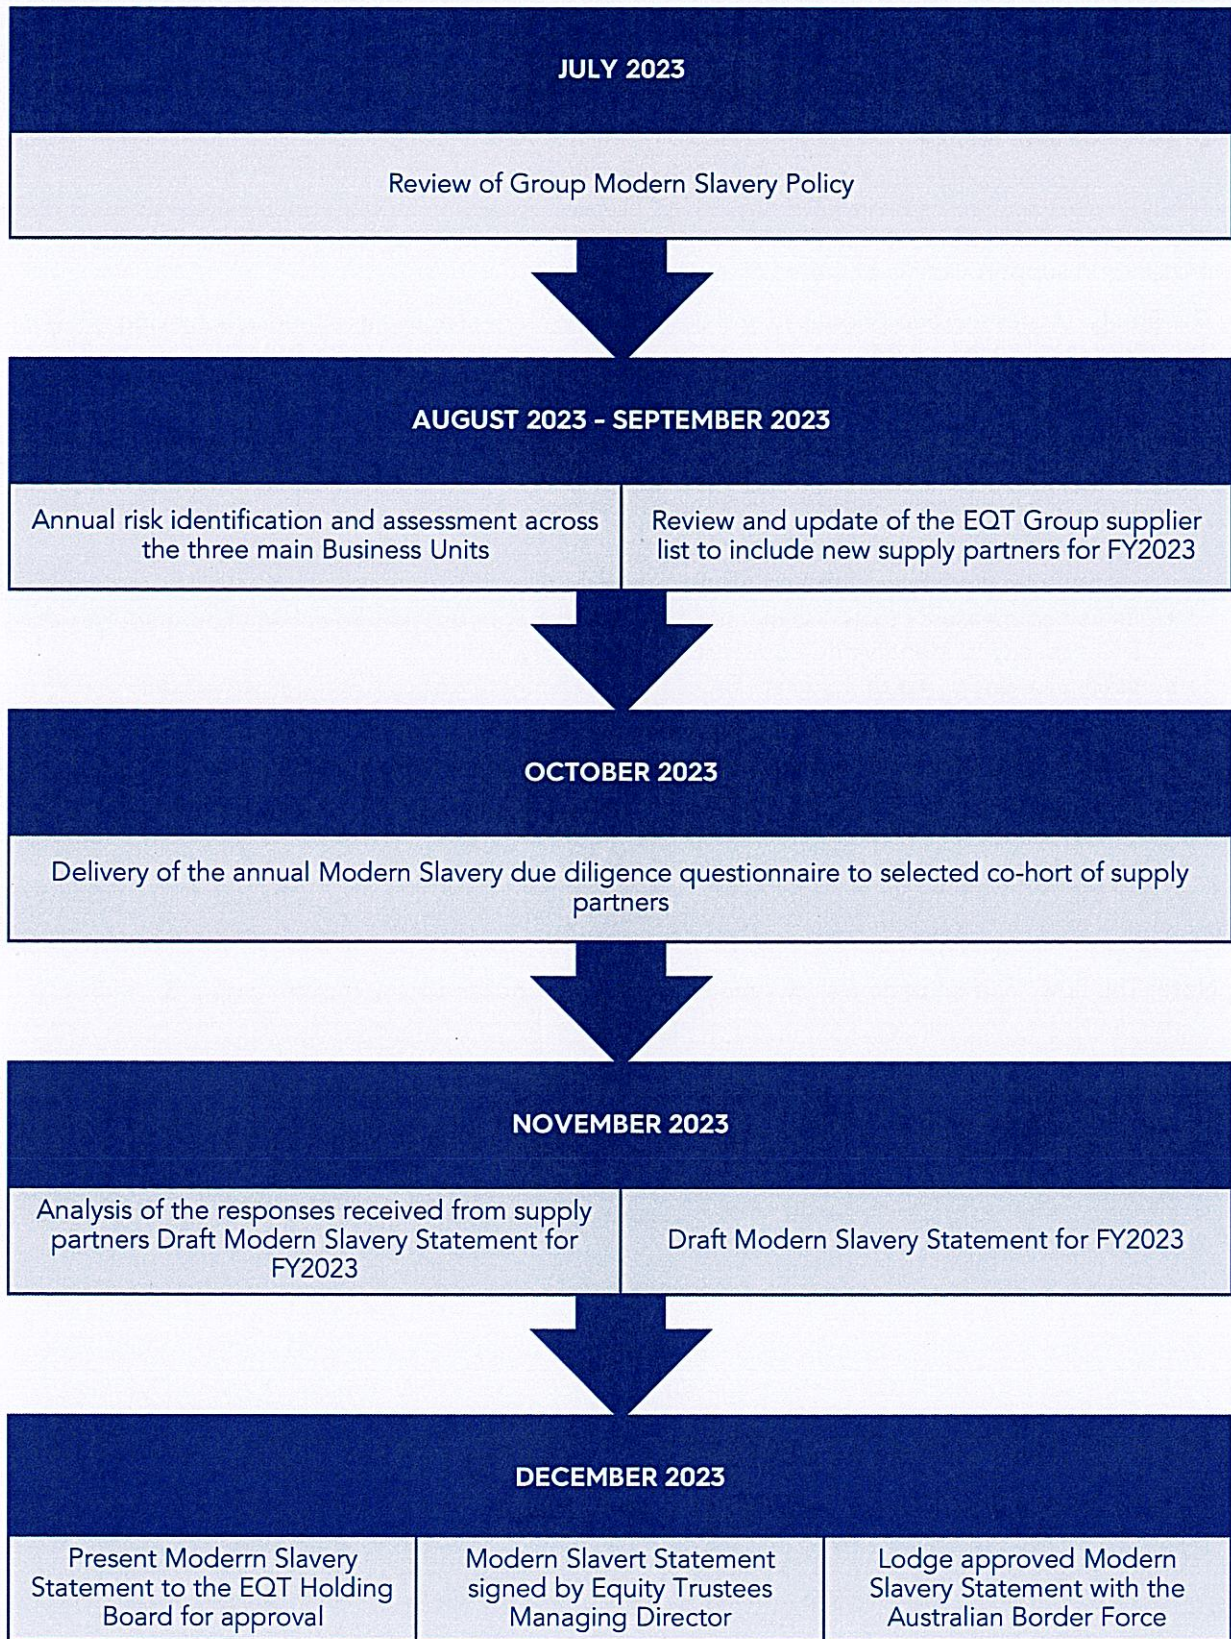 JULY 2023
Review of Group Modern Slavery Policy
AUGUST 2023 – SEPTEMBER 2023
Annual risk identification and assessment across
the three main Business Units
Review and update of the EQT Group supplier
list to include new supply partners for FY2023
OCTOBER 2023
Delivery of the annual Modern Slavery due diligence questionnaire to selected co-hort of supply
partners
NOVEMBER 2023
Analysis of the responses received from supply
partners Draft Modern Slavery Statement for
FY2023
Draft Modern Slavery Statement for FY2023
DECEMBER 2023
Present Moderrn Slavery
Statement to the EQT Holding
Board for approval
Modern Slavert Statement
signed by Equity Trustees
Managing Director
Lodge approved Modern
Slavery Statement with the
Australian Border Force